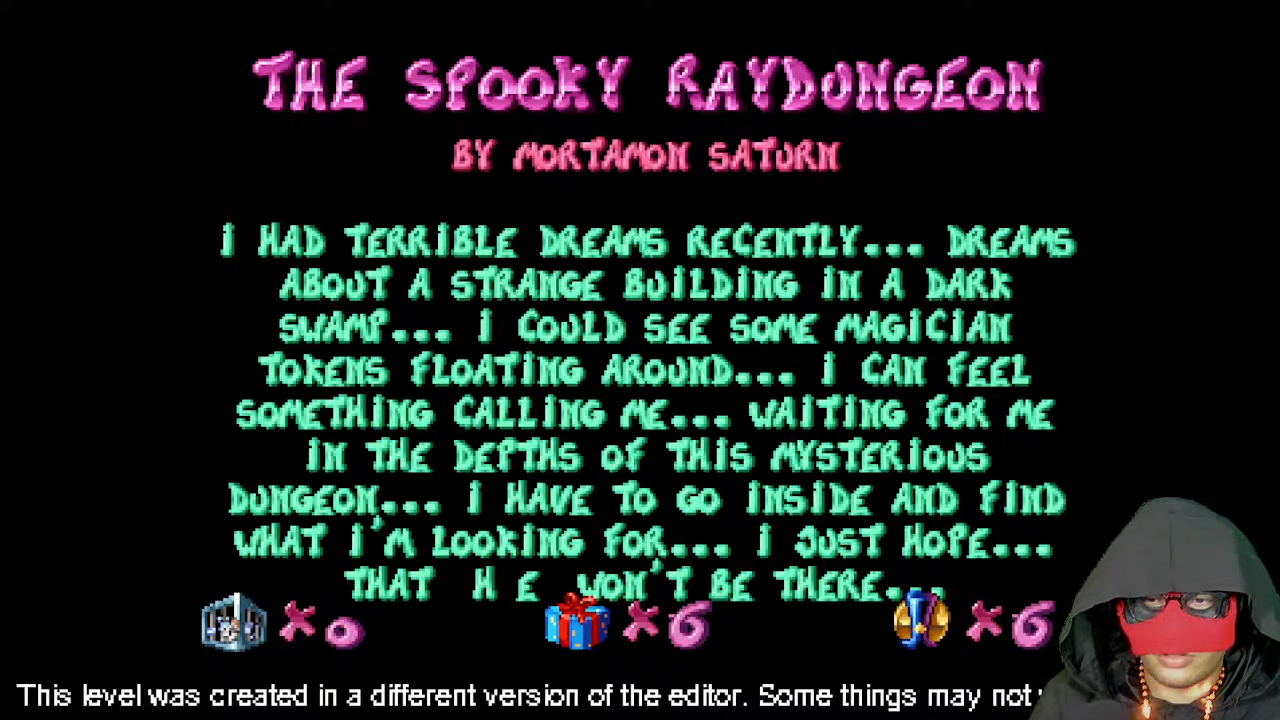 THE SPOOKY RAYDUNGEON
BY MORTAMON SATURN
I HAD TERRIBLE DREAMS RECENTLY... DREAMS
ABOUT A STRANGE BUILDING IN A DARK
SWAMP... I COULD SEE SOME MAGICIAN
TOKENS FLOATING AROUND... I CAN FEEL
SOMETHING CALLING ME... WAITING FOR ME
IN THE DEPTHS OF THIS MYSTERIOUS
DUNGEON... I HAVE TO GO INSIDE AND FIND
WHAT I'M LOOKING FOR... I JUST HOPE...
THAT H E WON'T BE THERE...
×0 ×6 ×6
This level was created in a different version of the editor. Some things may not